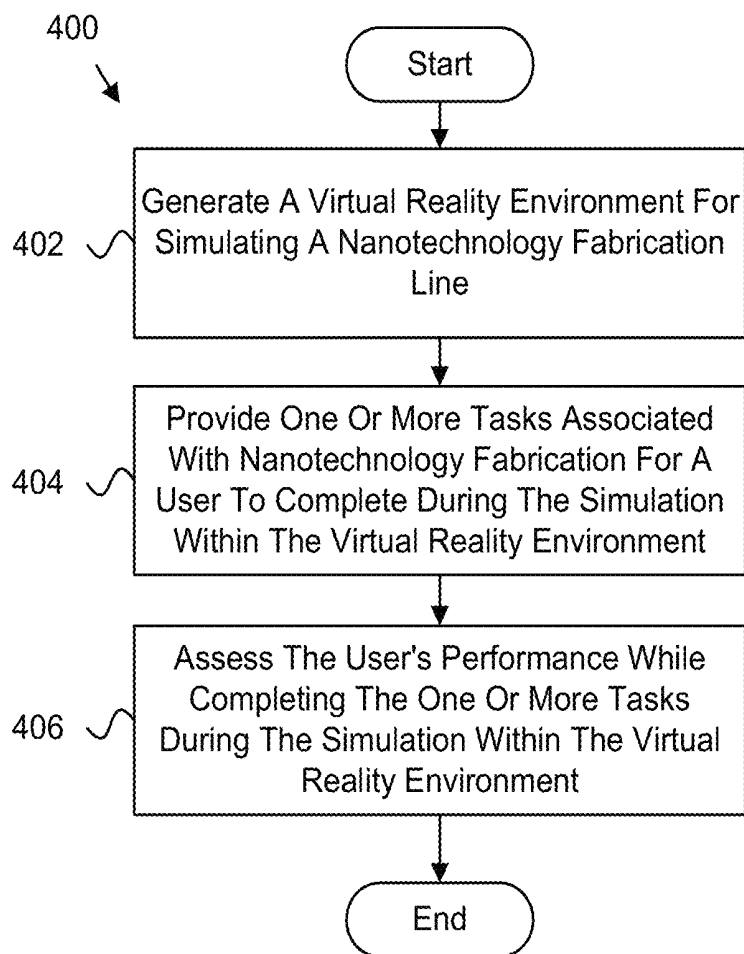 400
Start
402
Generate A Virtual Reality Environment For
Simulating A Nanotechnology Fabrication
Line
404
Provide One Or More Tasks Associated
With Nanotechnology Fabrication For A
User To Complete During The Simulation
Within The Virtual Reality Environment
406
Assess The User's Performance While
Completing The One Or More Tasks
During The Simulation Within The Virtual
Reality Environment
End